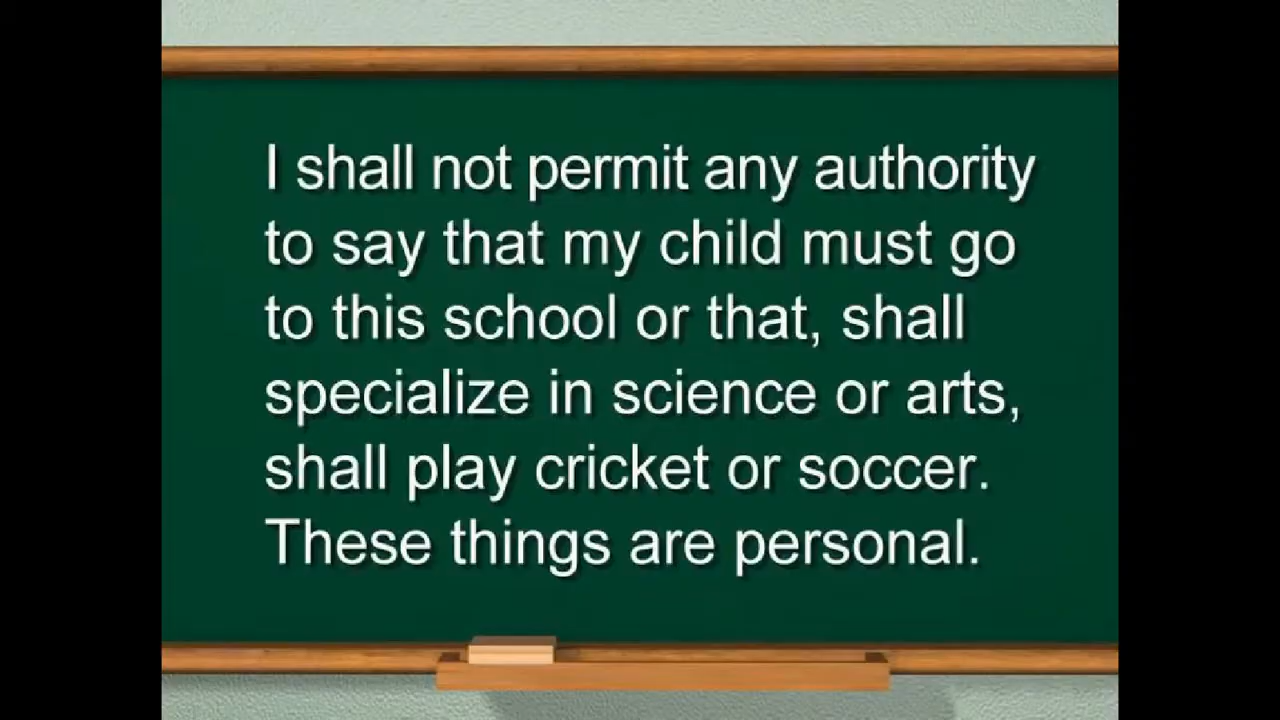 I shall not permit any authority
to say that my child must go
to this school or that, shall
specialize in science or arts,
shall play cricket or soccer.
These things are personal.